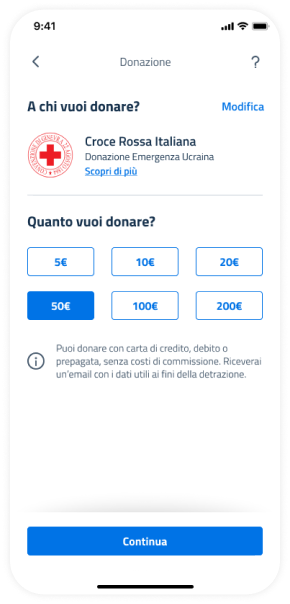 9:41
Donazione
?
A chi vuoi donare?
Modifica
Croce Rossa Italiana
Donazione Emergenza Ucraina
Scopri di più
Quanto vuoi donare?
5€
10€
20€
50€
100€
200€
Puoi donare con carta di credito, debito o
prepagata, senza costi di commissione. Riceverai
un'email con i dati utili ai fini della detrazione.
Continua